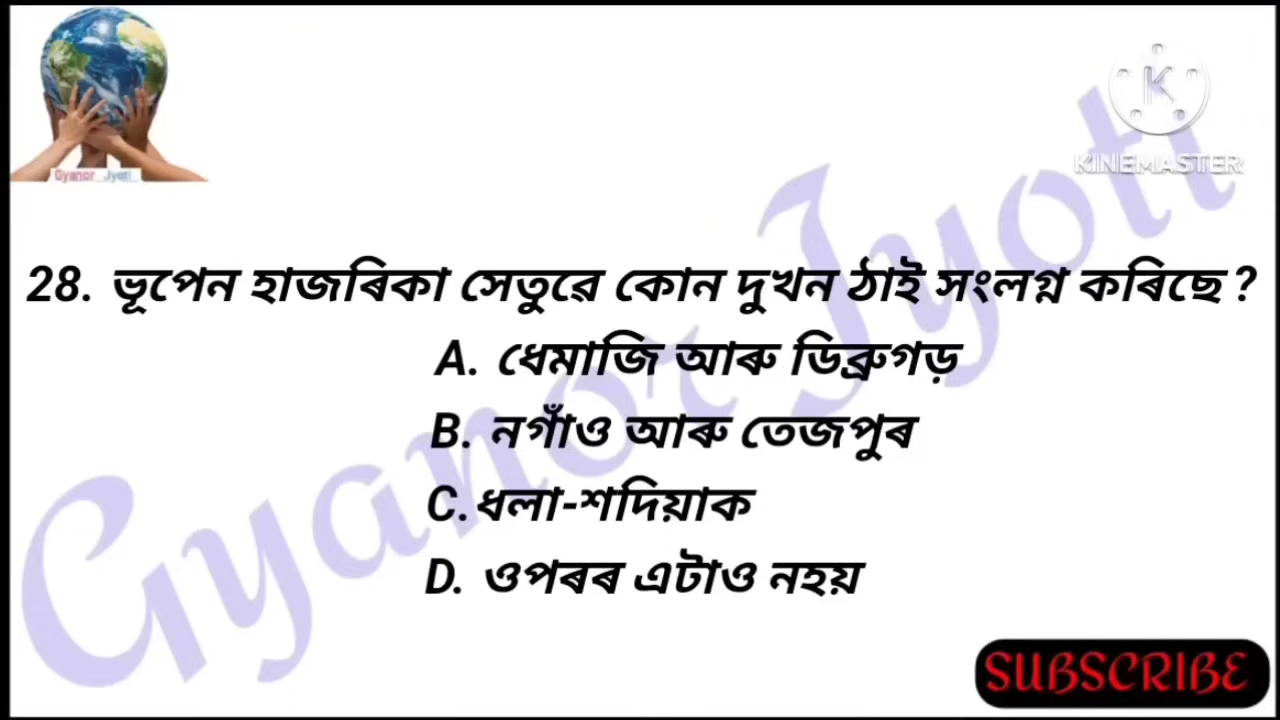 Gyanor Jyoti
K
KINEMASTER
Gyanor Jyoti
28. ভূপেন হাজৰিকা সেতুৱে কোন দুখন ঠাই সংলগ্ন কৰিছে ?
A. ধেমাজি আৰু ডিব্ৰুগড়
B. নগাঁও আৰু তেজপুৰ
C.ধলা-শদিয়াক
D. ওপৰৰ এটাও নহয়
SUBSCRIBE